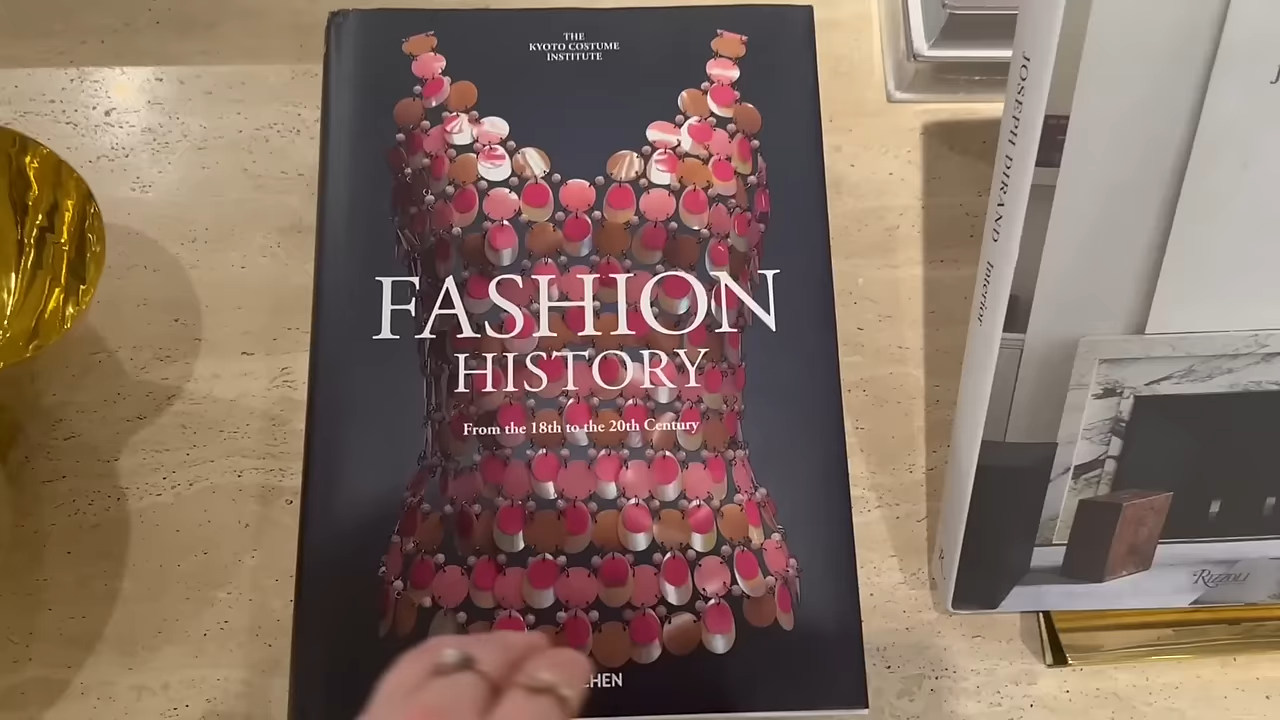 THE
KYOTO COSTUME
INSTITUTE
FASHION
HISTORY
From the 18th to the 20th Century
CHEN
JOSEPH DIRAND Interior
RIZZOLI